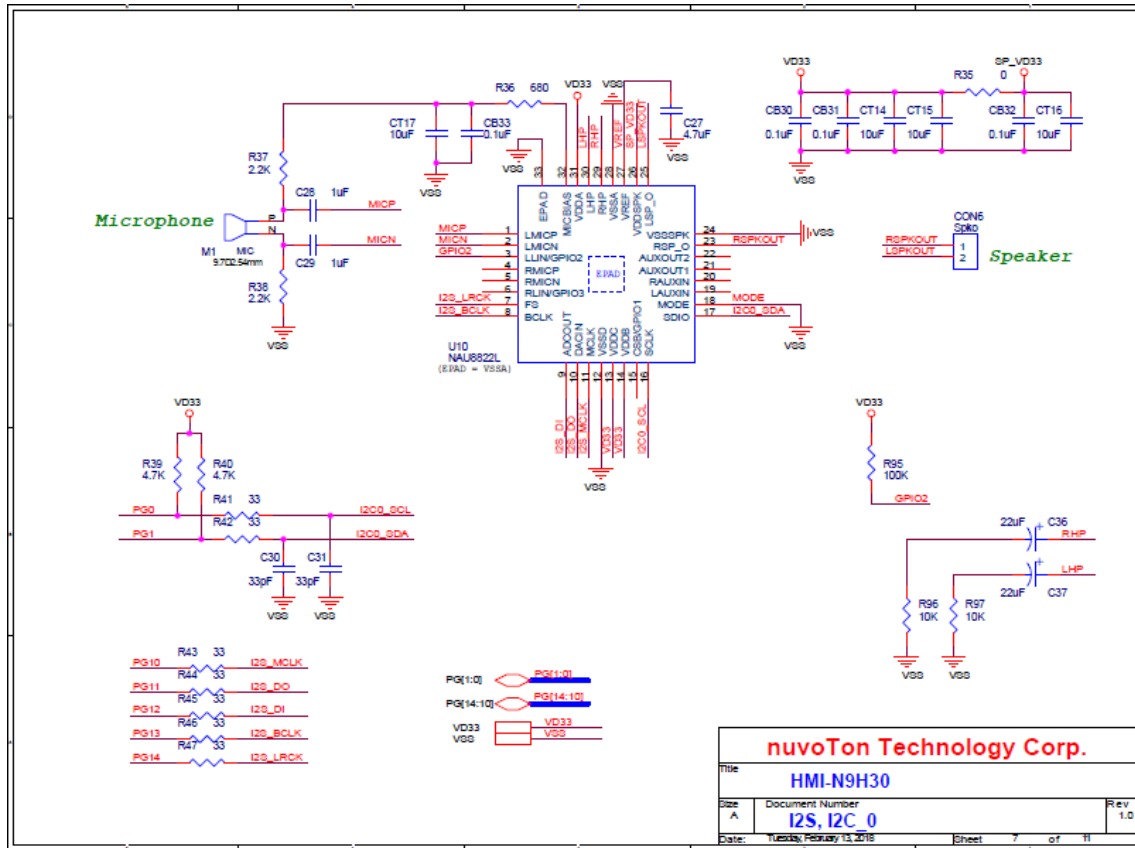 R36 680
VD33
VSS
CT17
10uF
CB33
0.1uF
VSS
VSS
LHP
RHP
VREF
SP_VD33
LSPKOUT
C27
4.7uF
VSS
VD33
R35
0
SP_VD33
CB30
0.1uF
CB31
0.1uF
CT14
10uF
CT15
10uF
CB32
0.1uF
CT16
10uF
VSS
R37
2.2K
C28 1uF
MICP
Microphone
P
N
M1 MIC
9.7D2.54mm
MICN
C29 1uF
R38
2.2K
VSS
33 32 31 30 29 28 27 26 25
EPAD
MICBIAS
VDDA
LHP
RHP
VSSA
VREF
VDDSPK
LSP_O
MICP 1 LMICP
MICN 2 LMICN
GPIO2 3 LLIN/GPIO2
4 RMICP
5 RMICN
6 RLIN/GPIO3
I2S_LRCK 7 FS
I2S_BCLK 8 BCLK
EPAD
VSSSPK 24 VSS
RSP_O 23 RSPKOUT
AUXOUT2 22
AUXOUT1 21
RAUXIN 20
LAUXIN 19
MODE 18 MODE
SDIO 17 I2C0_SDA
VSS
ADCOUT
DACIN
MCLK
VSSD
VDDC
VDDB
CSB/GPIO1
SCLK
9 10 11 12 13 14 15 16
U10
NAU8822L
(EPAD = VSSA)
I2S_DI
I2S_DO
I2S_MCLK
VD33
VD33
I2C0_SCL
VSS
CON6
Spko
RSPKOUT 1
LSPKOUT 2
Speaker
VD33
R39
4.7K
R40
4.7K
R41 33
PG0 I2C0_SCL
R42 33
PG1 I2C0_SDA
C30
33pF
C31
33pF
VSS
VSS
VD33
R95
100K
GPIO2
22uF C36
RHP
LHP
22uF C37
R96
10K
R97
10K
VSS
VSS
R43 33
PG10 I2S_MCLK
R44 33
PG11 I2S_DO
R45 33
PG12 I2S_DI
R46 33
PG13 I2S_BCLK
R47 33
PG14 I2S_LRCK
PG[1:0] PG[1:0]
PG[14:10] PG[14:10]
VD33 VD33
VSS VSS
nuvoTon Technology Corp.
Title
HMI-N9H30
Size
A
Document Number
I2S, I2C_0
Rev
1.0
Date: Tuesday, February 13, 2018 Sheet 7 of 11